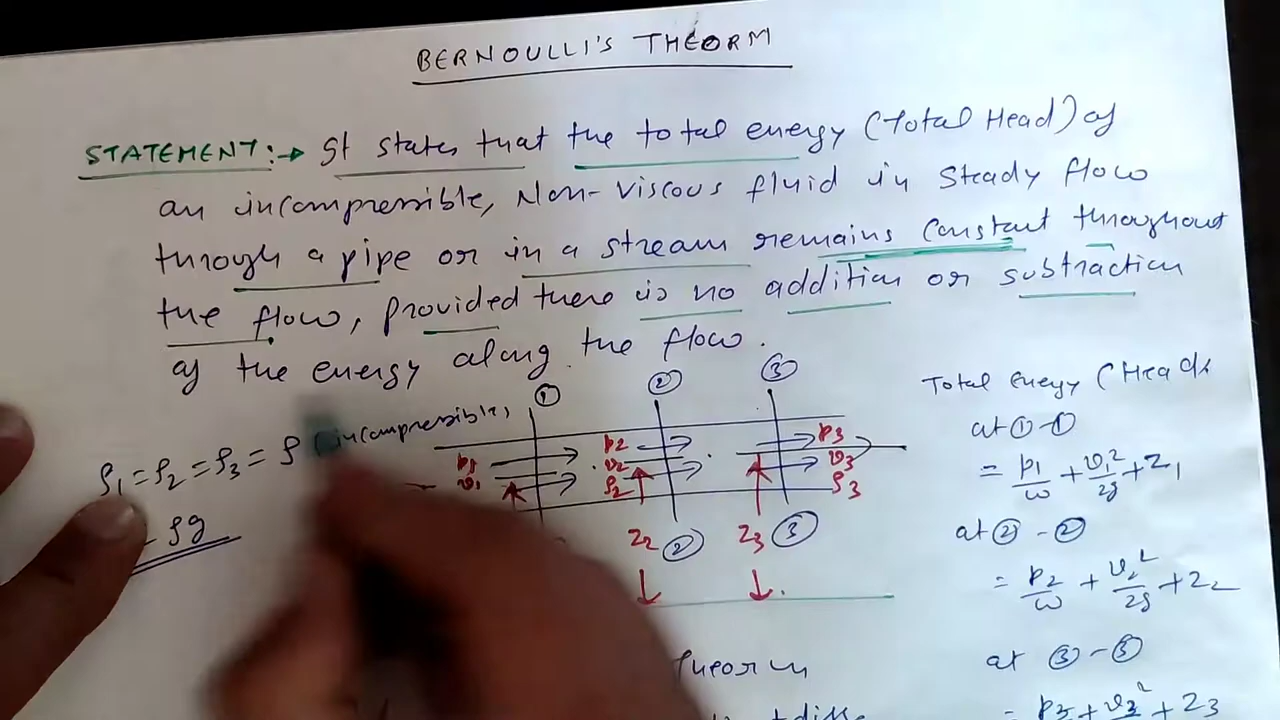 BERNOULLI'S THEORM
STATEMENT:→ It states that the total energy (Total Head) of
an incompressible, Non-Viscous fluid in steady flow
through a pipe or in a stream remains constant throughout
the flow, provided there is no addition or subtraction
of the energy along the flow.
① ② ③
ρ1 = ρ2 = ρ3 = ρ (incompressible,
ρg
p1
v1
p2
v2
ρ2
p3
v3
ρ3
Z2 ② Z3 ③
Total Energy (Heads
at ①-①
= p1/w + v1²/2g + Z1
at ② - ②
= p2/w + v2²/2g + Z2
at ③ - ③
= p3 + v3² + Z3
Theorm